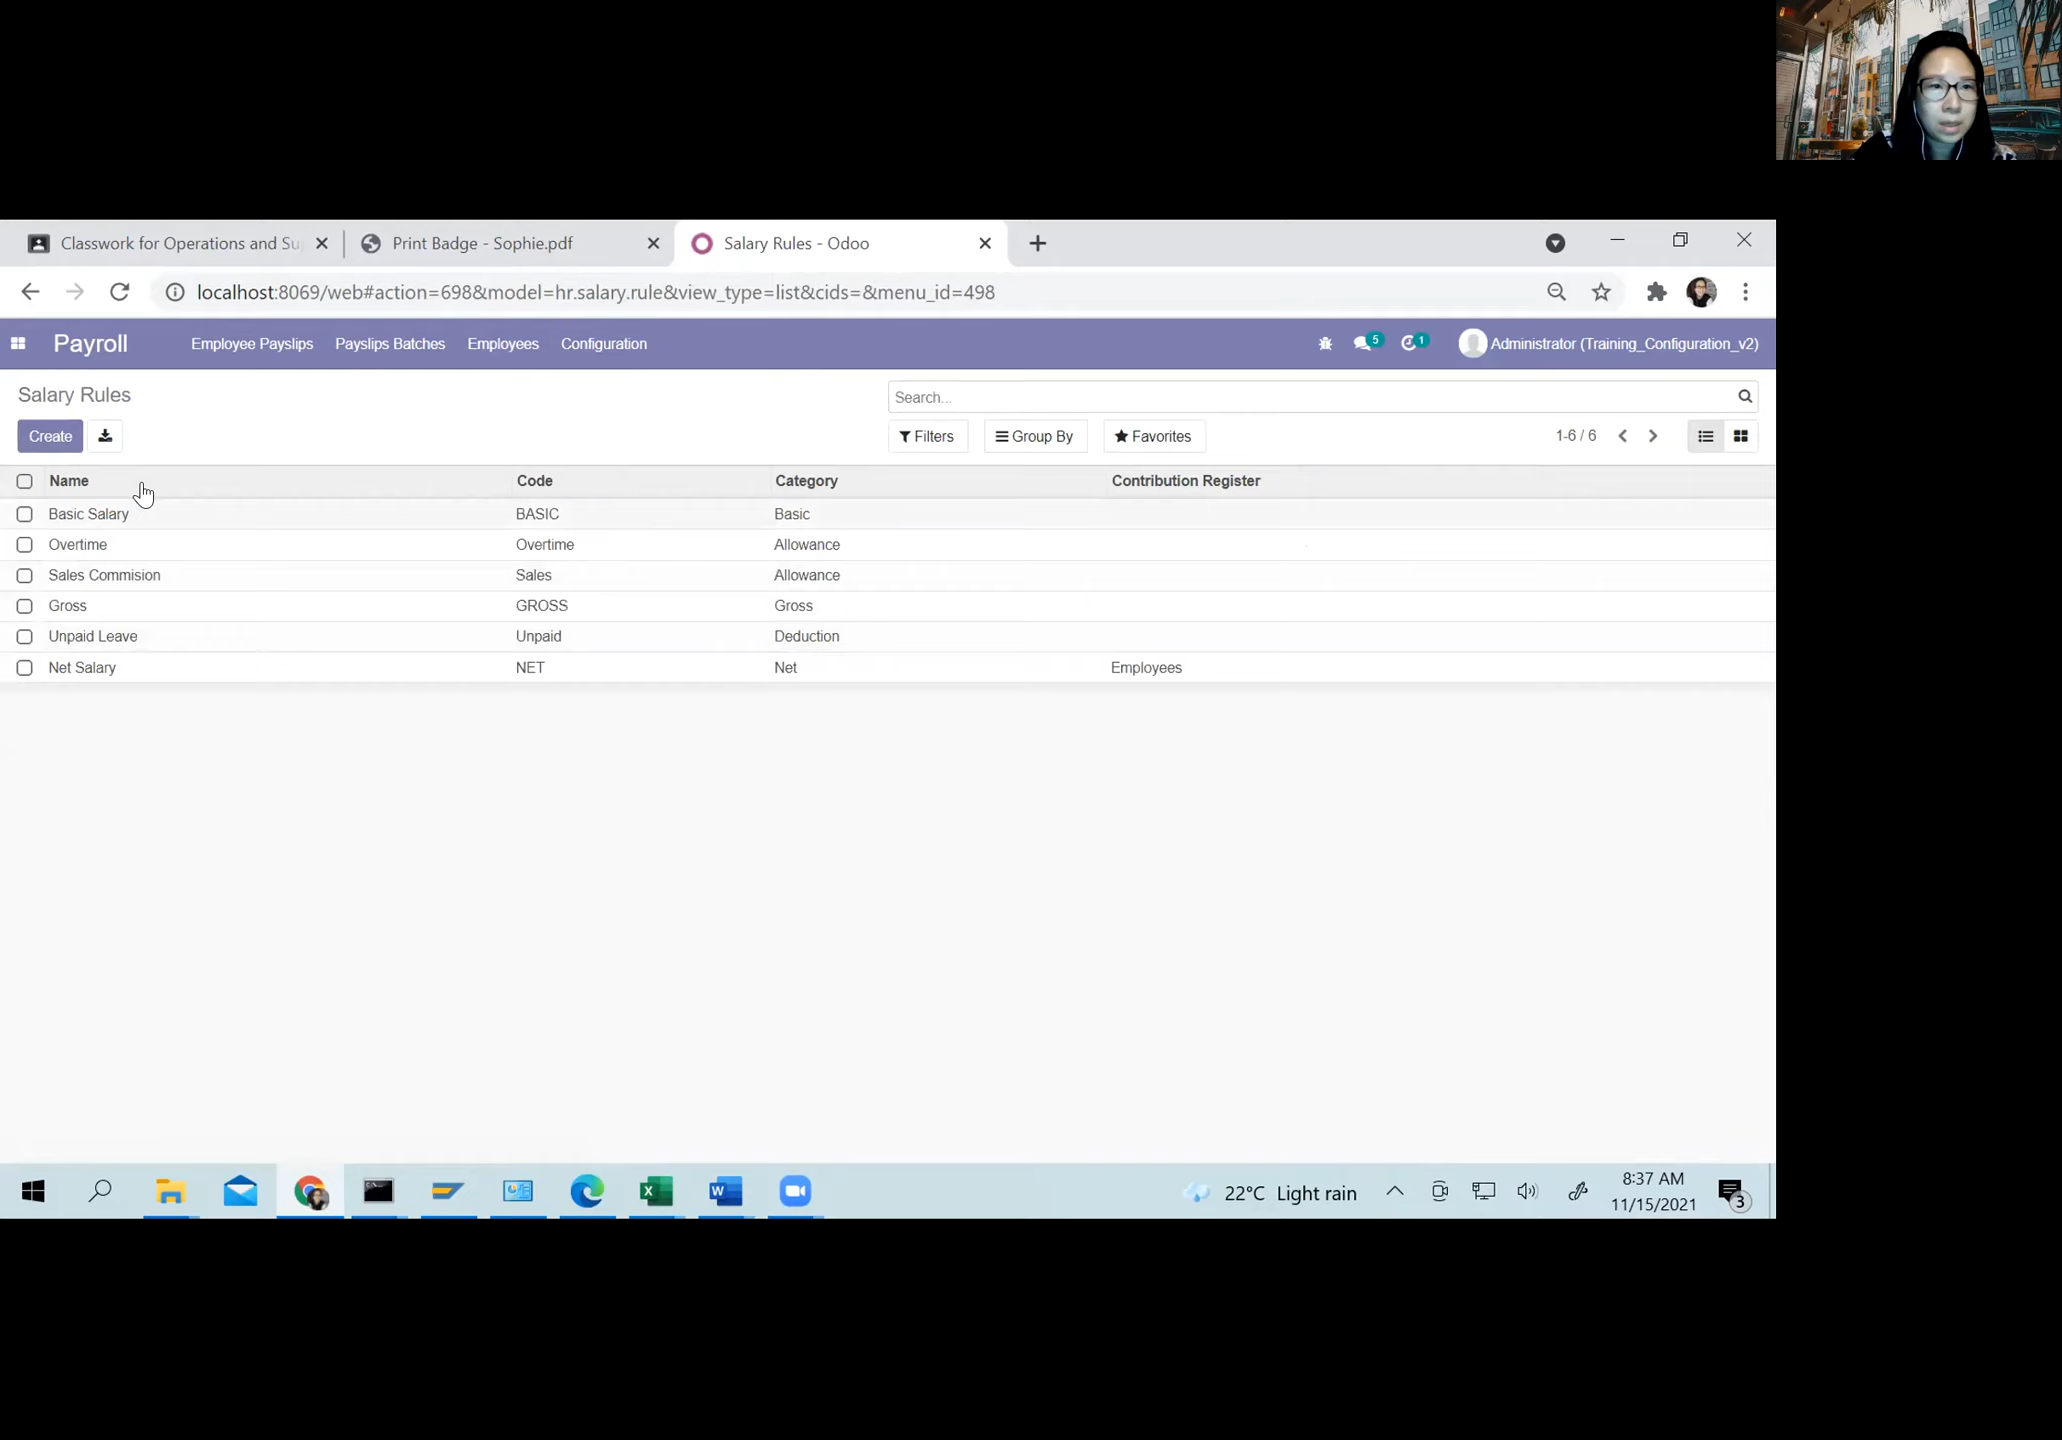 Classwork for Operations and Su
Print Badge - Sophie.pdf
Salary Rules - Odoo
localhost:8069/web#action=698&model=hr.salary.rule&view_type=list&cids=&menu_id=498
Payroll
Employee Payslips
Payslips Batches
Employees
Configuration
5
1
Administrator (Training_Configuration_v2)
Salary Rules
Search...
Create
Filters
Group By
Favorites
1-6 / 6
Name Code Category Contribution Register
Basic Salary BASIC Basic
Overtime Overtime Allowance
Sales Commision Sales Allowance
Gross GROSS Gross
Unpaid Leave Unpaid Deduction
Net Salary NET Net Employees
22°C Light rain
8:37 AM
11/15/2021
3